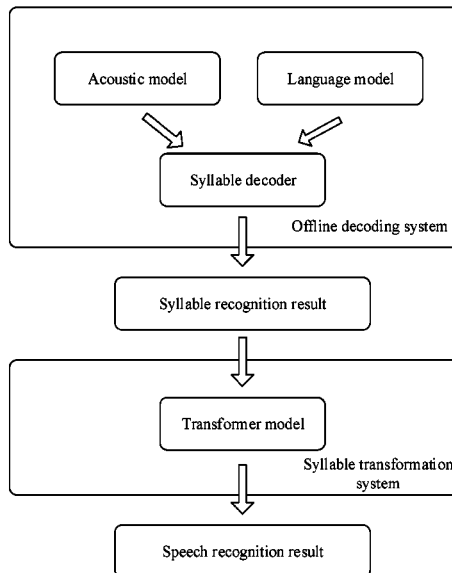 Acoustic model
Language model
Syllable decoder
Offline decoding system
Syllable recognition result
Transformer model
Syllable transformation
system
Speech recognition result